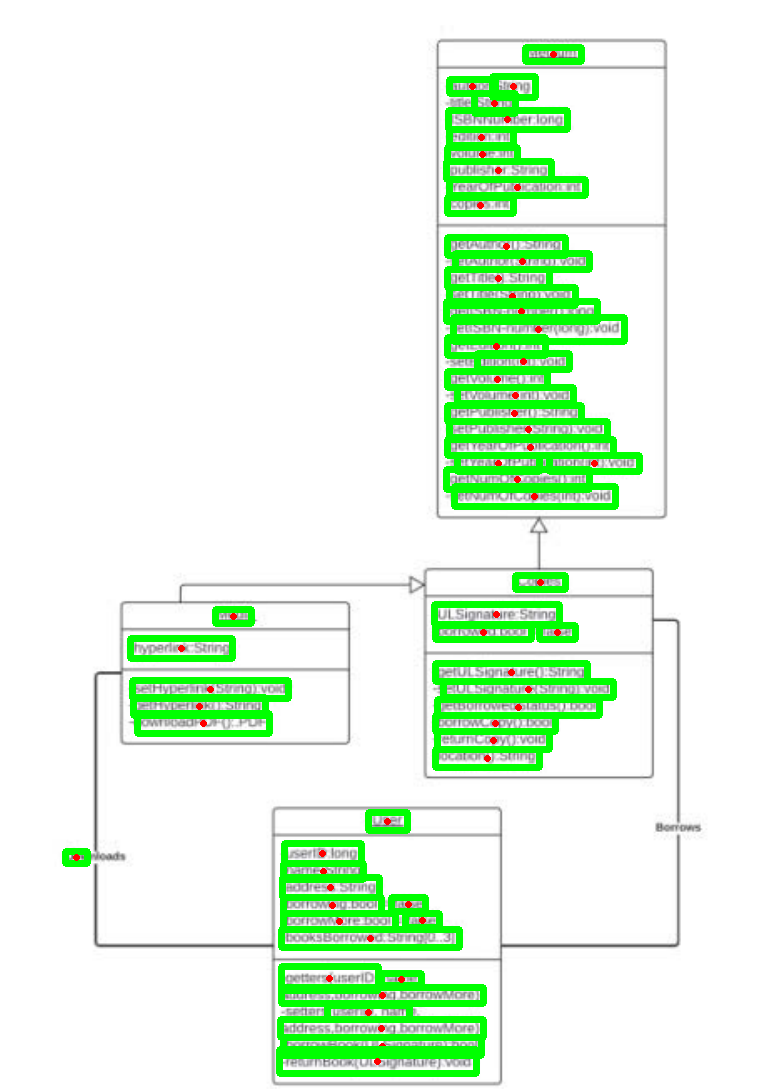 author:String
-title:String
ISBNNumber:long
edition:int
volume:int
publisher:String
YearOfPublication:int
copies:int
getAuthor():String
-setAuthor(String):void
getTitle():String
setTitle(String):void
getISBN-number():long
-setISBN-number(long):void
getEdition():int
-setEdition(int):void
getVolume():int
-setVolume(int):void
getPublisher():String
setPublisher(String):void
getYearOfPublication():int
-setYearOfPublication(int):void
getNumOfCopies():int
-setNumOfCopies(int):void
ULSignature:String
borrowed:bool false
getULSignature():String
-setULSignature(String):void
getBorrowedStatus():bool
borrowCopy():bool
returnCopy():void
location():String
hyperlink:String
setHyperlink(String):void
getHyperlink():String
-downloadPDF():.PDF
Downloads
Borrows
User
userID:long
name:String
address:String
borrowing:bool false
borrowMore:bool false
booksBorrowed:String[0..3]
getters(userID, name,
address,borrowing,borrowMore)
-setters(userID, name,
address,borrowing,borrowMore)
borrowBook(ULSignature):bool
-returnBook(ULSignature):void